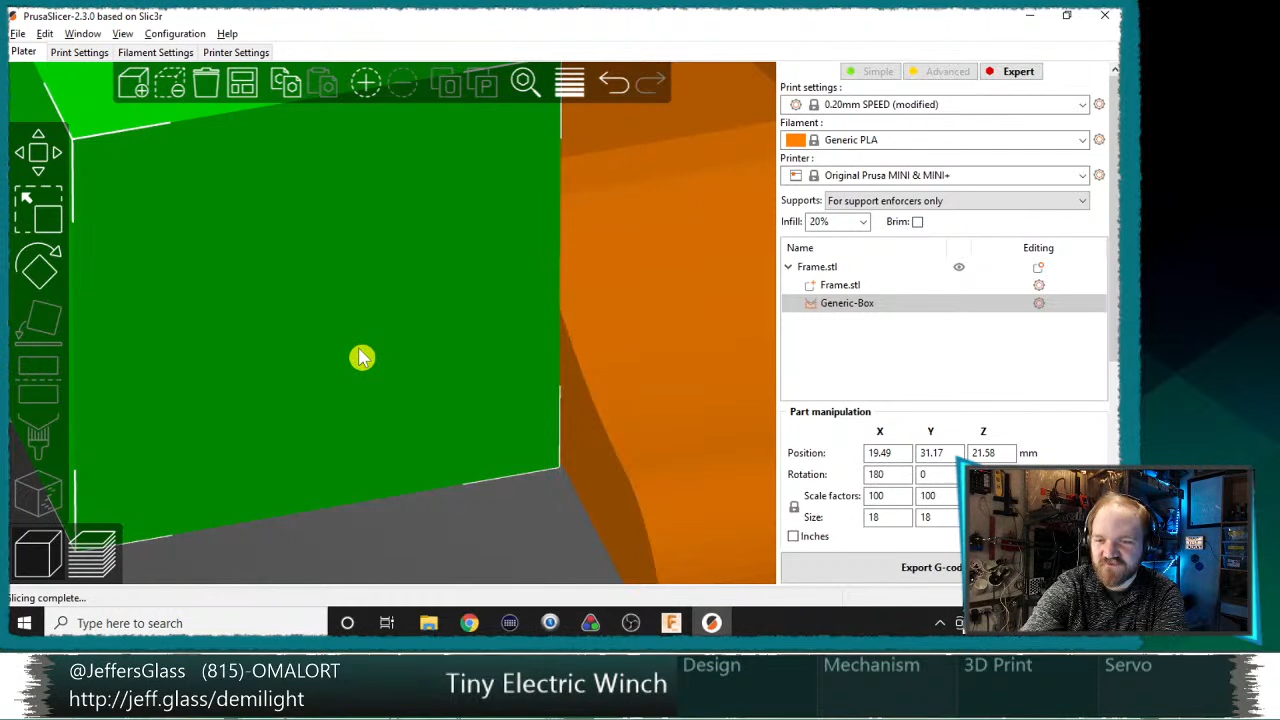 PrusaSlicer-2.3.0 based on Slic3r
File Edit Window View Configuration Help
Plater Print Settings Filament Settings Printer Settings
Simple Advanced Expert
Print settings :
0.20mm SPEED (modified)
Filament :
Generic PLA
Printer :
Original Prusa MINI & MINI+
Supports: For support enforcers only
Infill: 20% Brim:
Name Editing
Frame.stl
Frame.stl
Generic-Box
Part manipulation
X Y Z
Position: 19.49 31.17 21.58 mm
Rotation: 180 0
Scale factors: 100 100
Size: 18 18
Inches
Export G-cod
Slicing complete...
Type here to search
@JeffersGlass (815)-OMALORT
http://jeff.glass/demilight
Tiny Electric Winch
Design Mechanism 3D Print Servo